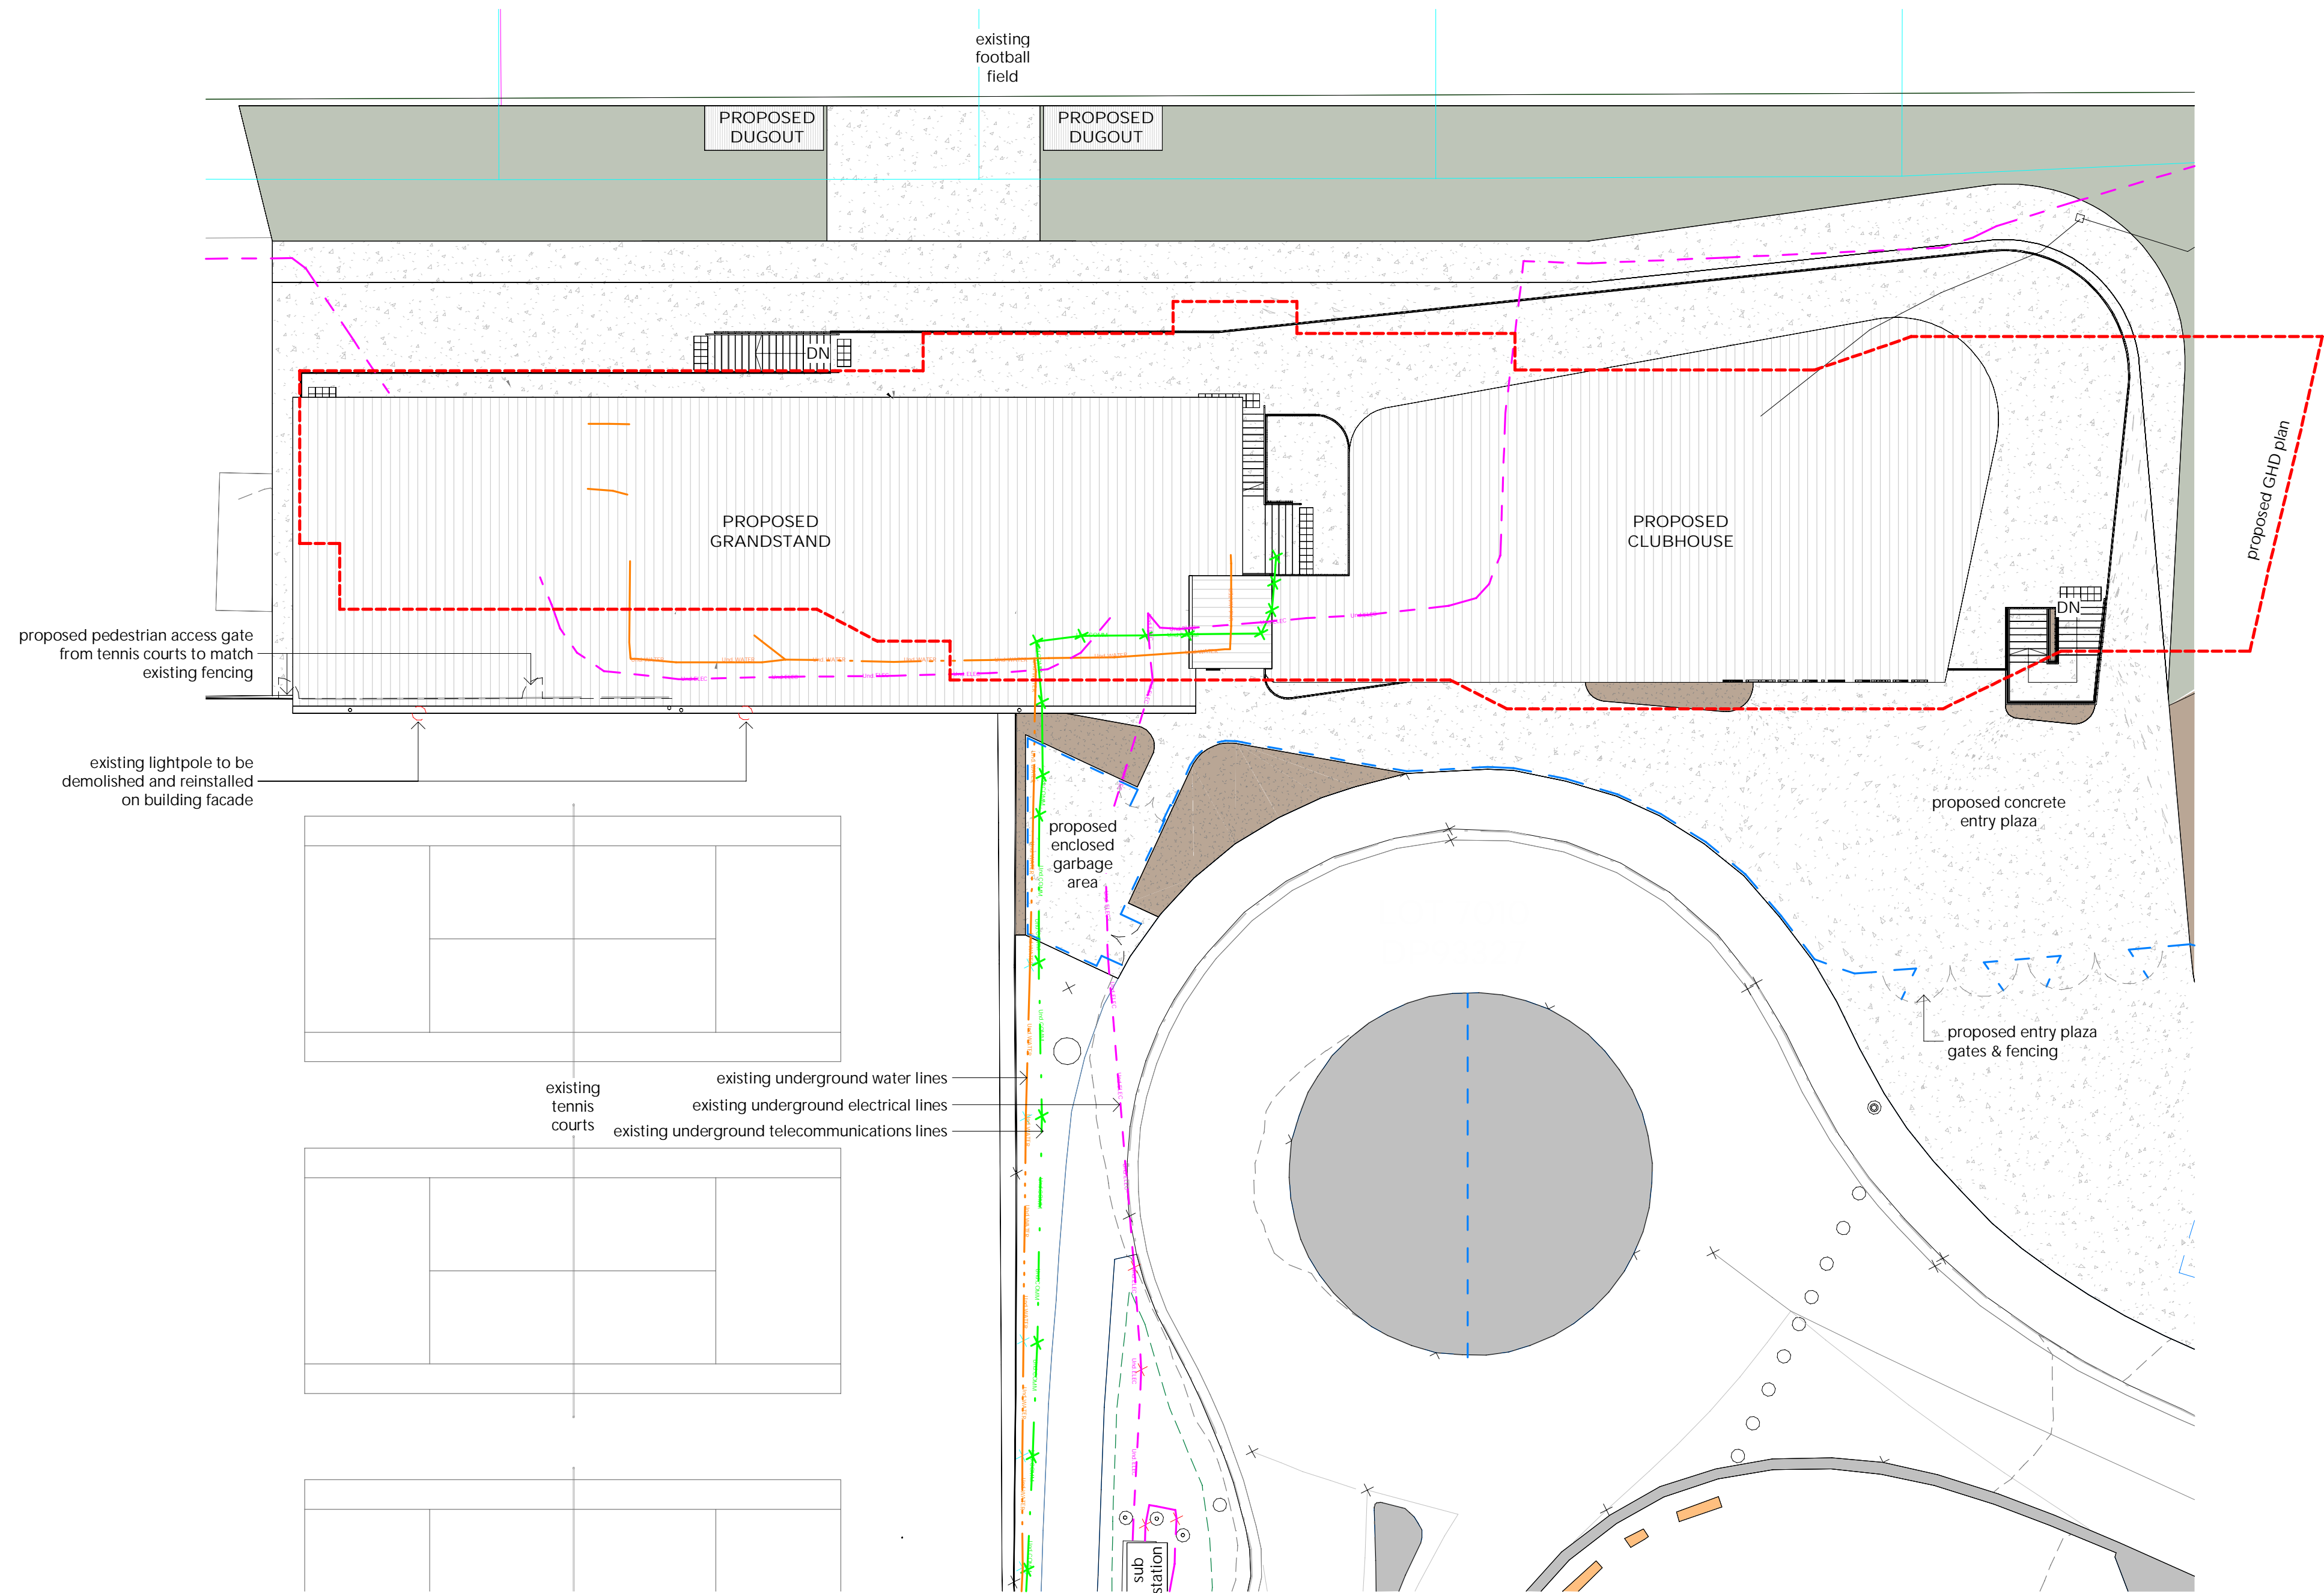 existing
football
field
PROPOSED
DUGOUT
PROPOSED
DUGOUT
DN
proposed GHD plan
PROPOSED
GRANDSTAND
PROPOSED
CLUBHOUSE
DN
proposed pedestrian access gate
from tennis courts to match
existing fencing
existing lightpole to be
demolished and reinstalled
on building facade
proposed
enclosed
garbage
area
proposed concrete
entry plaza
proposed entry plaza
gates & fencing
existing
tennis
courts
existing underground water lines
existing underground electrical lines
existing underground telecommunications lines
sub
station